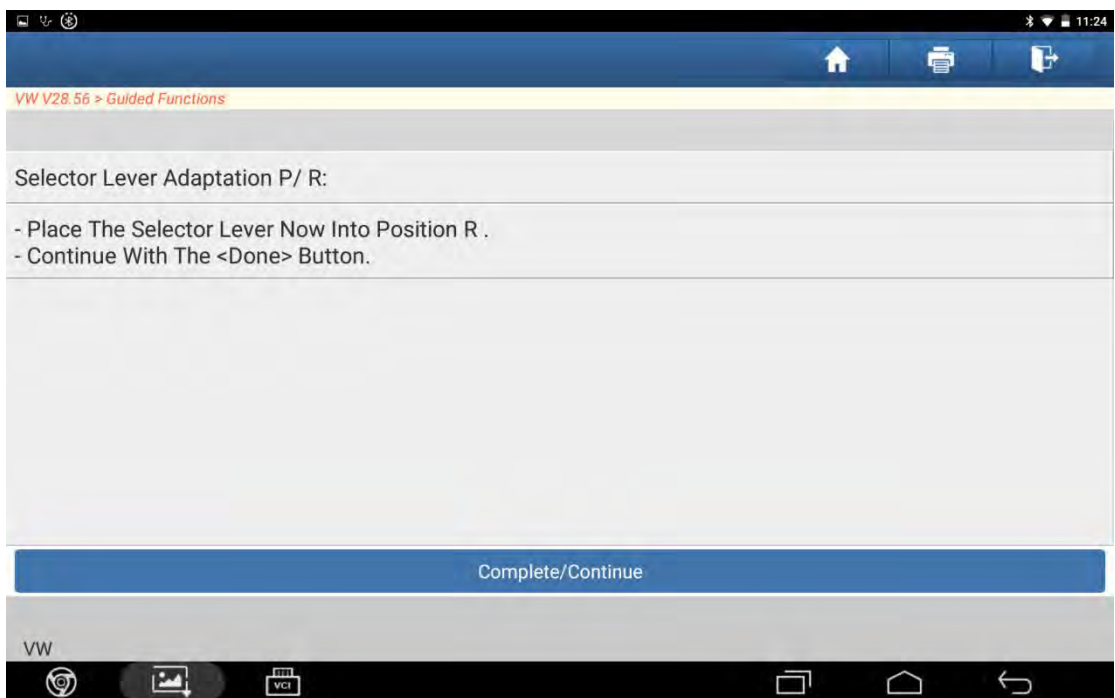 11:24
VW V28.56 > Guided Functions
Selector Lever Adaptation P/ R:
- Place The Selector Lever Now Into Position R .
- Continue With The <Done> Button.
Complete/Continue
VW
VCI